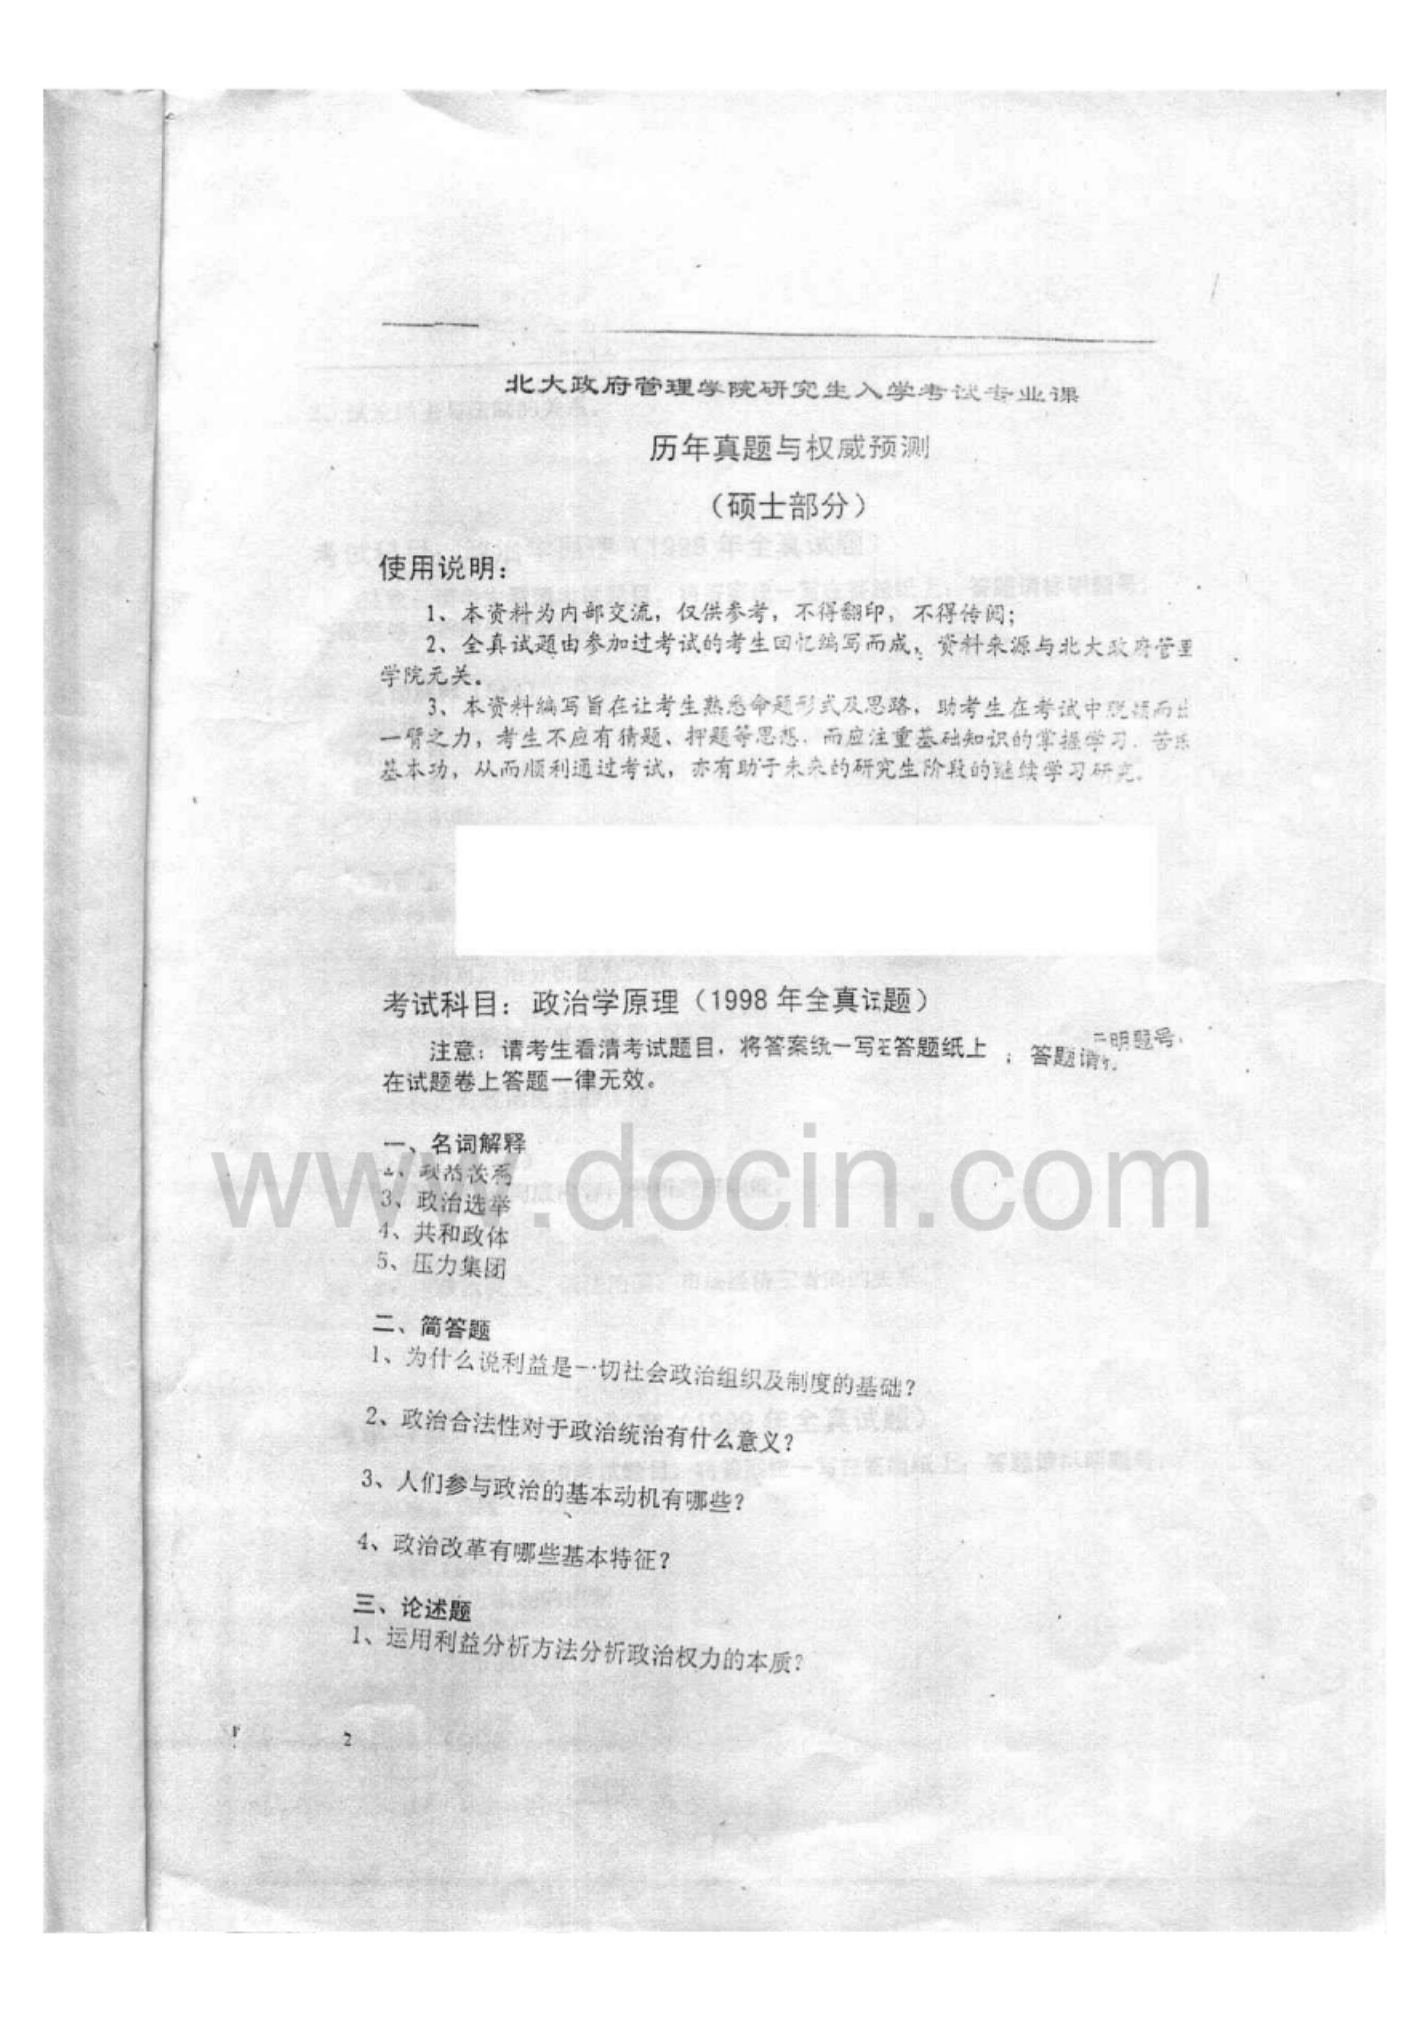 北大政府管理学院研究生入学考试专业课
历年真题与权威预测
（硕士部分）
使用说明：
1、本资料为内部交流，仅供参考，不得翻印，不得传阅；
2、全真试题由参加过考试的考生回忆编写而成，资料来源与北大政府管理
学院无关。
3、本资料编写旨在让考生熟悉命题形式及思路，助考生在考试中脱颖而出
一臂之力，考生不应有猜题、押题等思想，而应注重基础知识的掌握学习，苦练
基本功，从而顺利通过考试，亦有助于未来的研究生阶段的继续学习研究。
考试科目：政治学原理（1998年全真试题）
注意：请考生看清考试题目，将答案统一写在答题纸上；答题请 明题号，
在试题卷上答题一律无效。
一、名词解释
3、政治选举
4、共和政体
5、压力集团
二、简答题
1、为什么说利益是一切社会政治组织及制度的基础？
2、政治合法性对于政治统治有什么意义？
3、人们参与政治的基本动机有哪些？
4、政治改革有哪些基本特征？
三、论述题
1、运用利益分析方法分析政治权力的本质？
2
www.docin.com